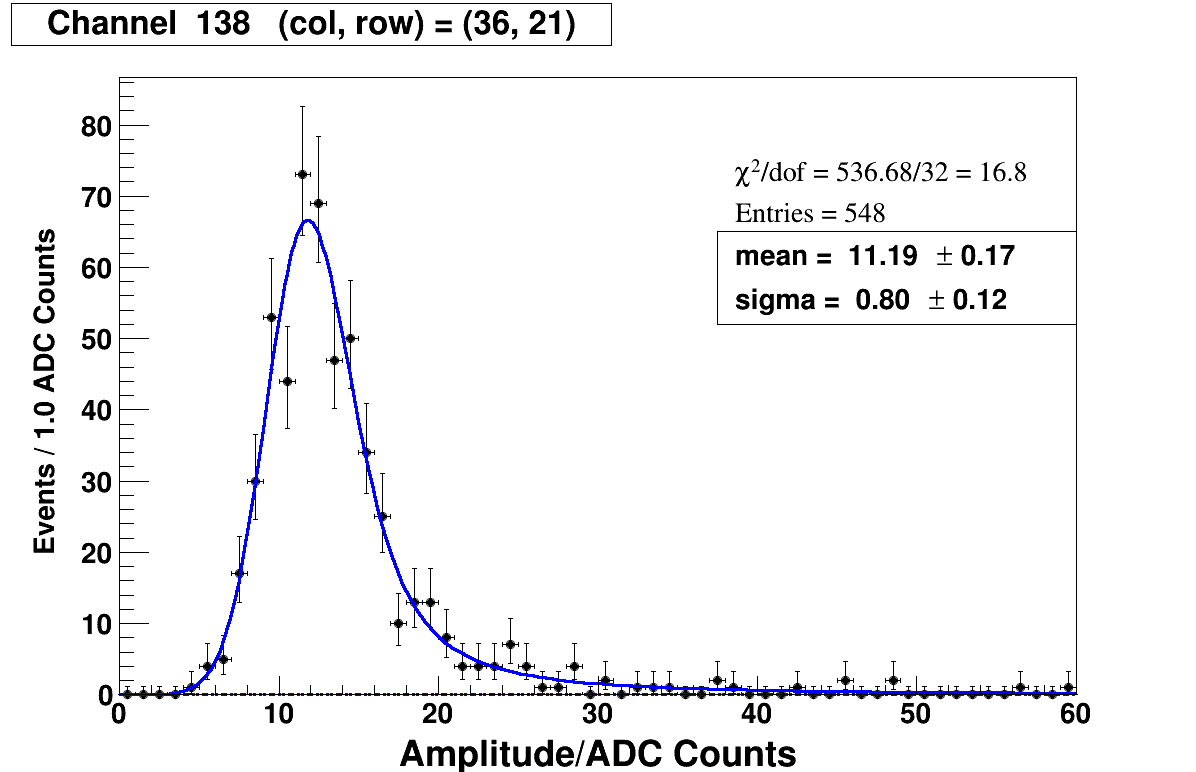 Channel 138 (col, row) = (36, 21)
χ²/dof = 536.68/32 = 16.8
Entries = 548
mean = 11.19 ± 0.17
sigma = 0.80 ± 0.12
Events / 1.0 ADC Counts
80
70
60
50
40
30
20
10
0
0 10 20 30 40 50 60
Amplitude/ADC Counts